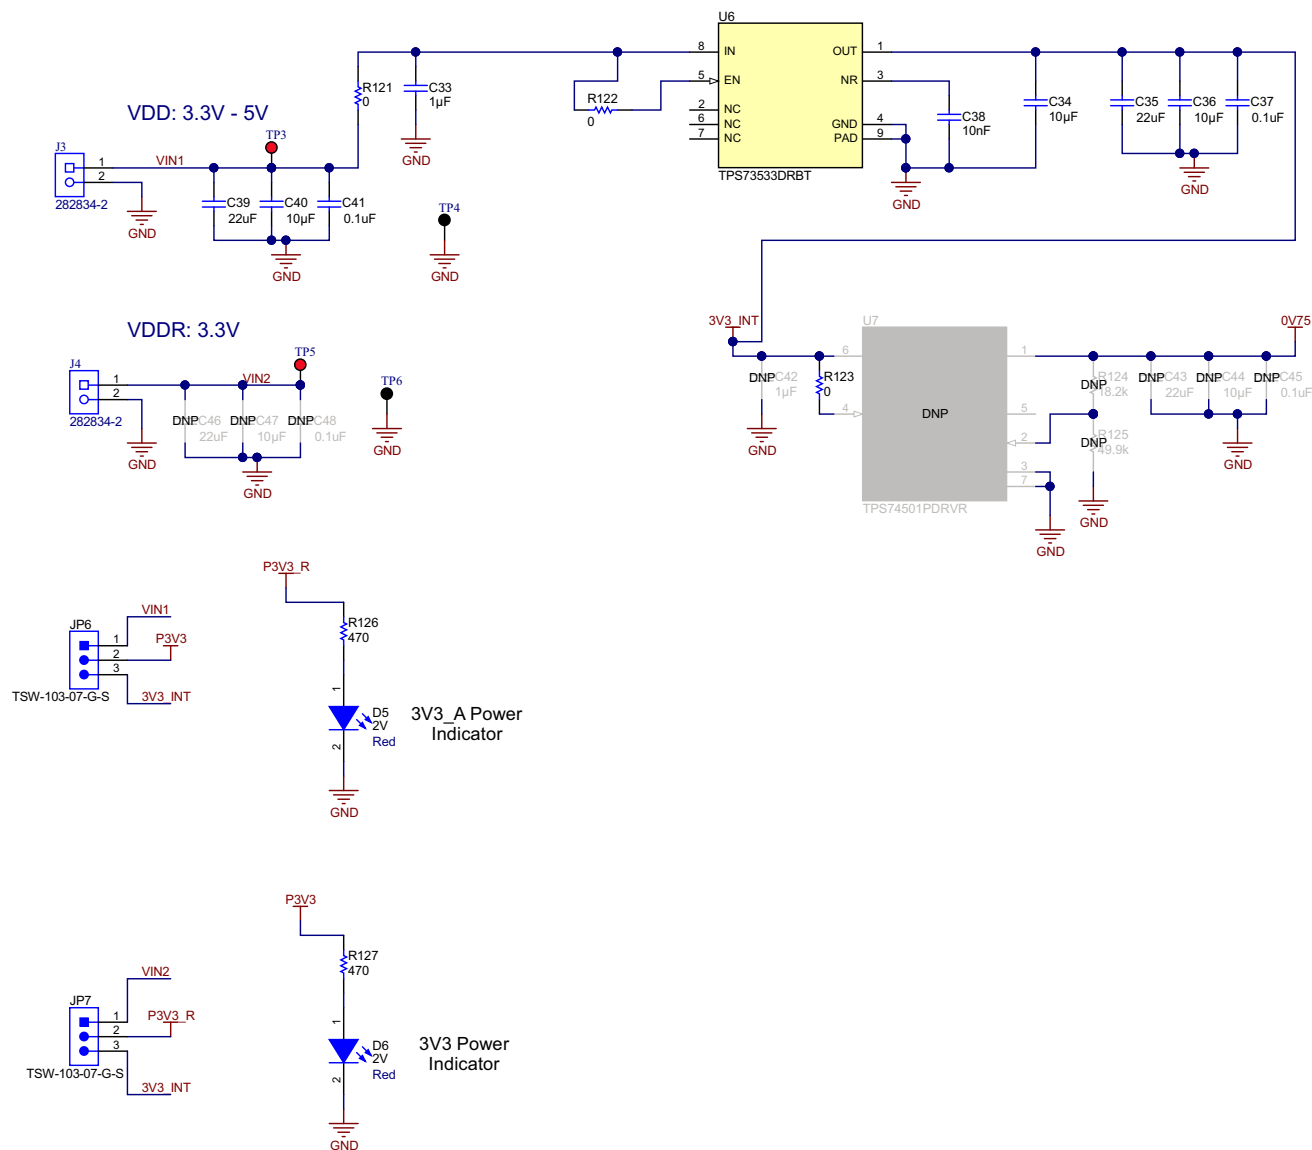 U6
8
IN
OUT
1
5
EN
NR
3
2
NC
6
NC
7
NC
GND
4
PAD
9
TPS73533DRBT
R121
0
C33
1µF
GND
R122
0
C38
10nF
C34
10µF
C35
22uF
C36
10µF
C37
0.1uF
GND
GND
VDD: 3.3V - 5V
J3
1
2
282834-2
VIN1
GND
TP3
C39
22uF
C40
10µF
C41
0.1uF
GND
TP4
GND
VDDR: 3.3V
J4
1
2
282834-2
GND
VIN2
TP5
DNP
C46
22uF
DNP
C47
10µF
DNP
C48
0.1uF
GND
TP6
GND
3V3_INT
DNP
C42
1µF
GND
R123
0
U7
6
4
DNP
1
5
2
3
7
TPS74501PDRVR
GND
DNP
R124
18.2k
DNP
R125
49.9k
GND
DNP
C43
22uF
DNP
C44
10µF
DNP
C45
0.1uF
GND
0V75
JP6
1
2
3
TSW-103-07-G-S
VIN1
P3V3
3V3_INT
P3V3_R
R126
470
1
D5
2V
Red
2
GND
3V3_A Power
Indicator
JP7
1
2
3
TSW-103-07-G-S
VIN2
P3V3_R
3V3_INT
P3V3
R127
470
1
D6
2V
Red
2
GND
3V3 Power
Indicator